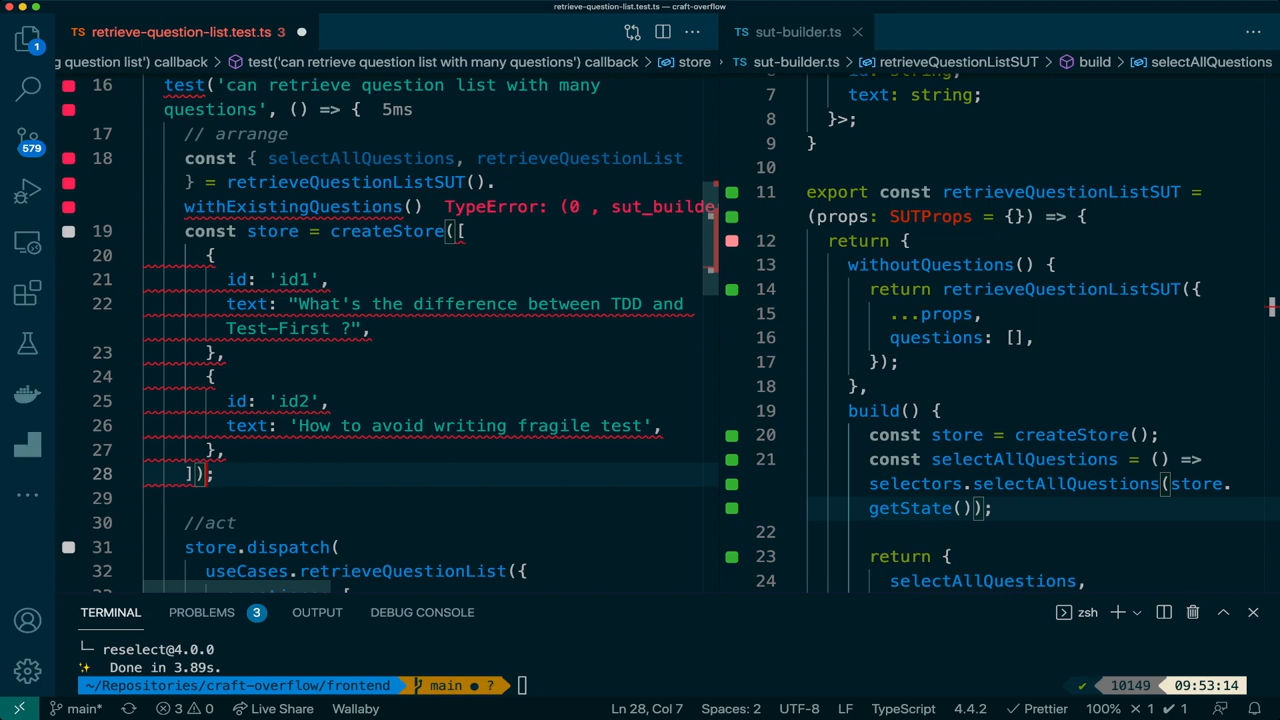 retrieve-question-list.test.ts — craft-overflow
1
579
TS retrieve-question-list.test.ts 3
g question list') callback > test('can retrieve question list with many questions') callback > store
16 test('can retrieve question list with many
questions', () => { 5ms
17 // arrange
18 const { selectAllQuestions, retrieveQuestionList
} = retrieveQuestionListSUT().
withExistingQuestions() TypeError: (0 , sut_builde
19 const store = createStore([
20 {
21 id: 'id1',
22 text: "What's the difference between TDD and
Test-First ?",
23 },
24 {
25 id: 'id2',
26 text: 'How to avoid writing fragile test',
27 },
28 ]);
29
30 //act
31 store.dispatch(
32 useCases.retrieveQuestionList({
TS sut-builder.ts
TS sut-builder.ts > retrieveQuestionListSUT > build > selectAllQuestions
7 text: string;
8 }>;
9 }
10
11 export const retrieveQuestionListSUT =
(props: SUTProps = {}) => {
12 return {
13 withoutQuestions() {
14 return retrieveQuestionListSUT({
15 ...props,
16 questions: [],
17 });
18 },
19 build() {
20 const store = createStore();
21 const selectAllQuestions = () =>
selectors.selectAllQuestions(store.
getState());
22
23 return {
24 selectAllQuestions,
TERMINAL PROBLEMS 3 OUTPUT DEBUG CONSOLE zsh
└─ reselect@4.0.0
✨ Done in 3.89s.
~/Repositories/craft-overflow/frontend main ● ? ✔ 10149 09:53:14
main* 3 0 Live Share Wallaby Ln 28, Col 7 Spaces: 2 UTF-8 LF TypeScript 4.4.2 Prettier 100% × 1 ✔ 1